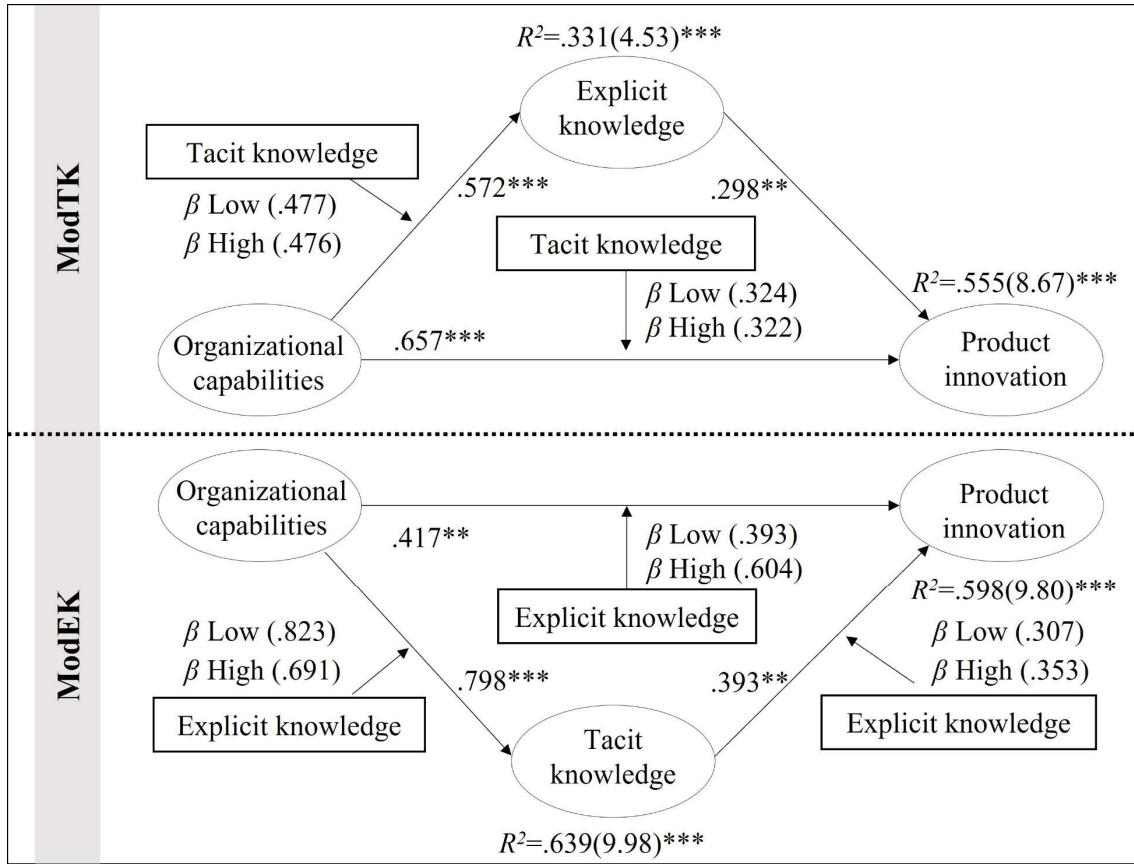 ModTK
R²=.331(4.53)***
Explicit
knowledge
Tacit knowledge
β Low (.477)
β High (.476)
.572***
.298**
Tacit knowledge
β Low (.324)
β High (.322)
R²=.555(8.67)***
Organizational
capabilities
.657***
Product
innovation
ModEK
Organizational
capabilities
.417**
Product
innovation
β Low (.393)
β High (.604)
Explicit knowledge
R²=.598(9.80)***
β Low (.823)
β High (.691)
Explicit knowledge
.798***
.393**
β Low (.307)
β High (.353)
Explicit knowledge
Tacit
knowledge
R²=.639(9.98)***